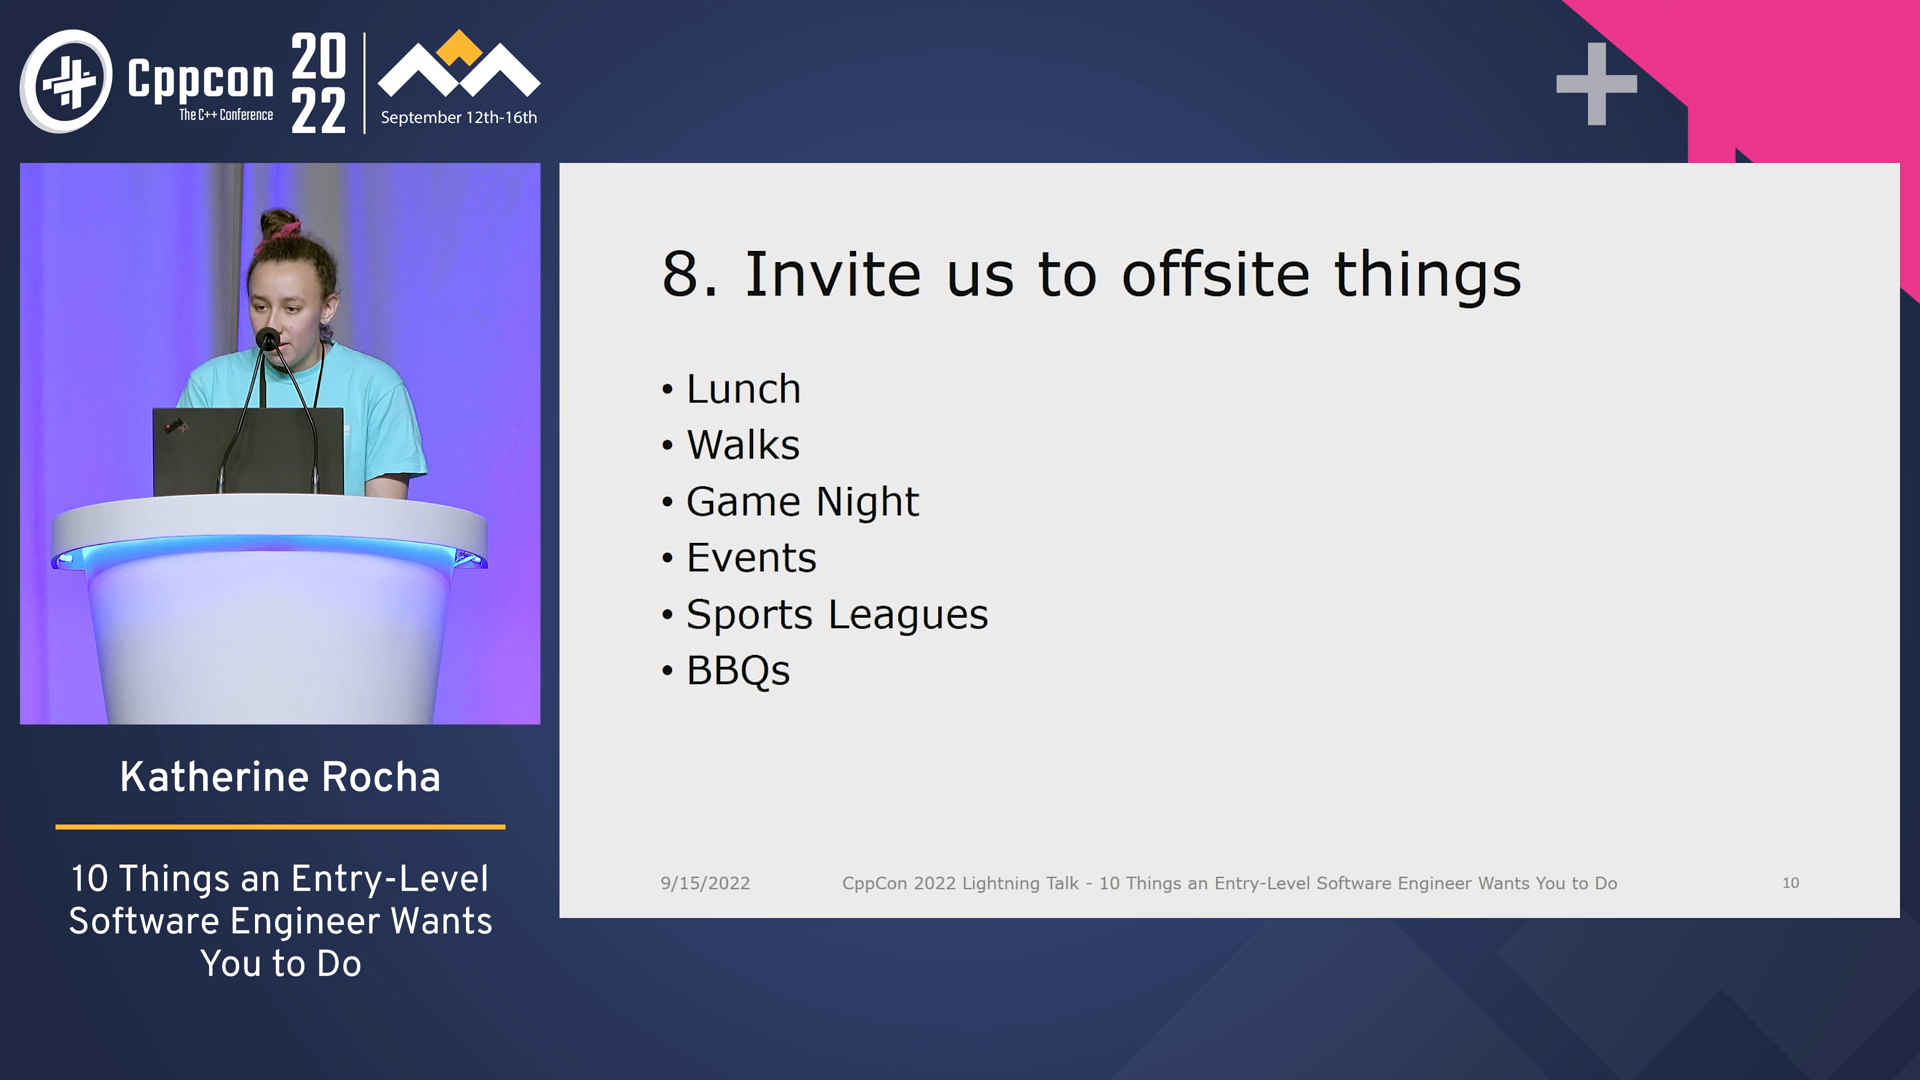 Cppcon
The C++ Conference
20
22
September 12th-16th
8. Invite us to offsite things
• Lunch
• Walks
• Game Night
• Events
• Sports Leagues
• BBQs
9/15/2022
CppCon 2022 Lightning Talk - 10 Things an Entry-Level Software Engineer Wants You to Do
10
Katherine Rocha
10 Things an Entry-Level
Software Engineer Wants
You to Do